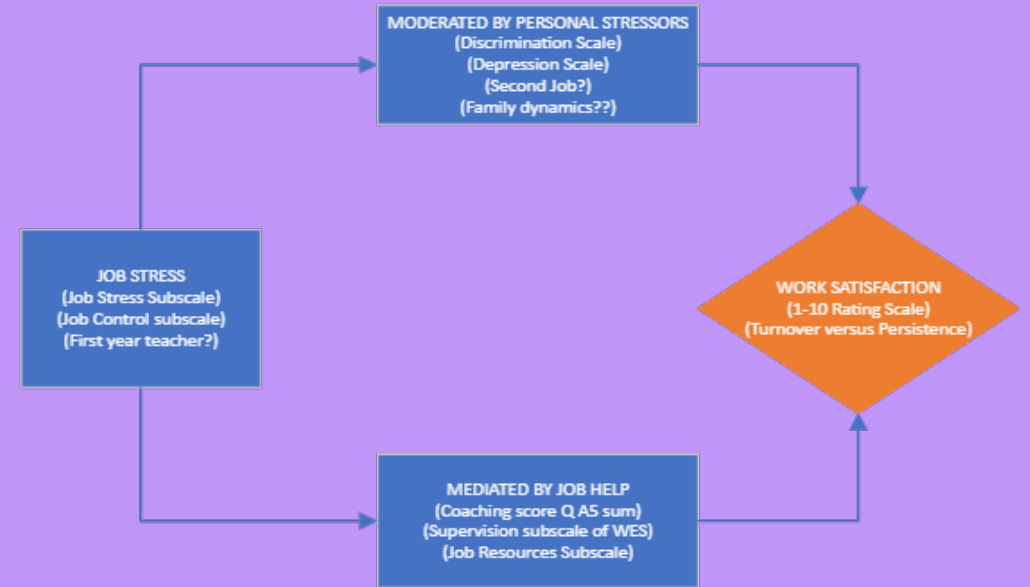 MODERATED BY PERSONAL STRESSORS
(Discrimination Scale)
(Depression Scale)
(Second Job?)
(Family dynamics??)
JOB STRESS
(Job Stress Subscale)
(Job Control subscale)
(First year teacher?)
WORK SATISFACTION
(1-10 Rating Scale)
(Turnover versus Persistence)
MEDIATED BY JOB HELP
(Coaching score Q A5 sum)
(Supervision subscale of WES)
(Job Resources Subscale)